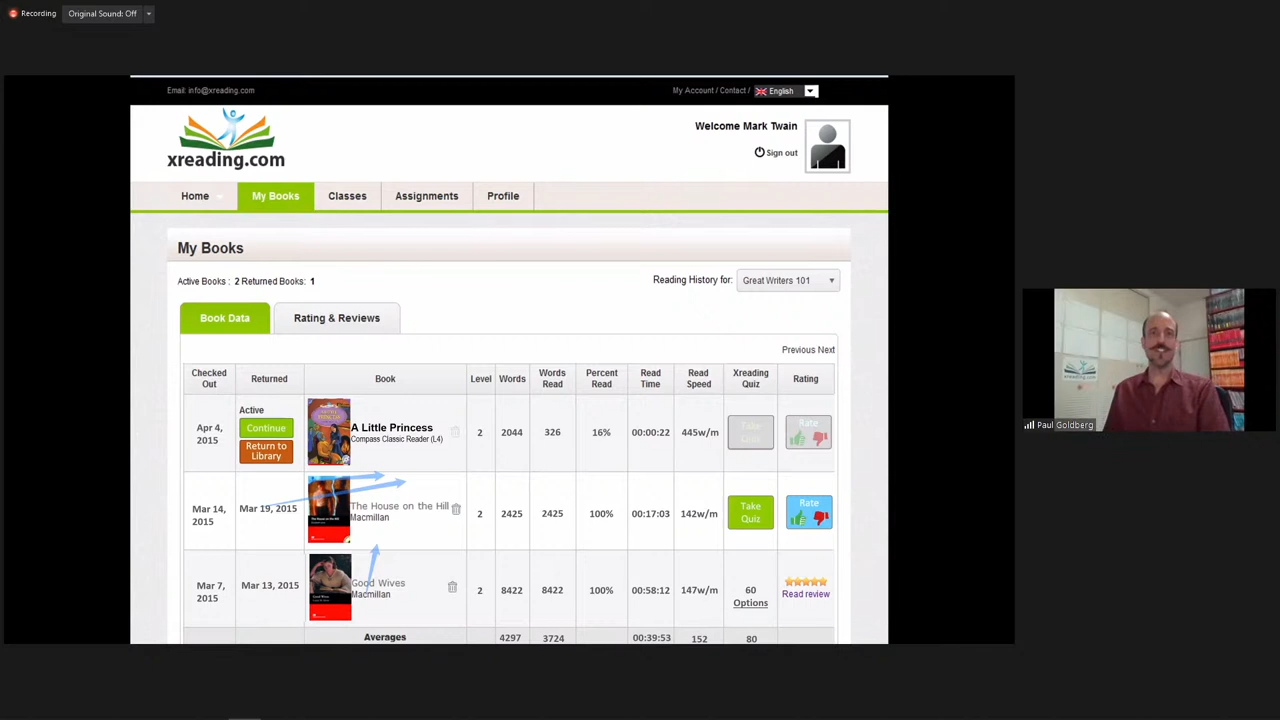 Recording
Original Sound: Off
Email: info@xreading.com
My Account / Contact /
English
xreading.com
Welcome Mark Twain
Sign out
Home
My Books
Classes
Assignments
Profile
My Books
Active Books : 2 Returned Books: 1
Reading History for:
Great Writers 101
Book Data
Rating & Reviews
Previous Next
Checked Out
Returned
Book
Level
Words
Words Read
Percent Read
Read Time
Read Speed
Xreading Quiz
Rating
Apr 4, 2015
Active
Continue
Return to Library
A Little Princess
Compass Classic Reader (L4)
2
2044
326
16%
00:00:22
445w/m
Take Quiz
Rate
Mar 14, 2015
Mar 19, 2015
The House on the Hill
Macmillan
2
2425
2425
100%
00:17:03
142w/m
Take Quiz
Rate
Mar 7, 2015
Mar 13, 2015
Good Wives
Macmillan
2
8422
8422
100%
00:58:12
147w/m
60
Options
Read review
Averages
4297
3724
00:39:53
152
80
Paul Goldberg